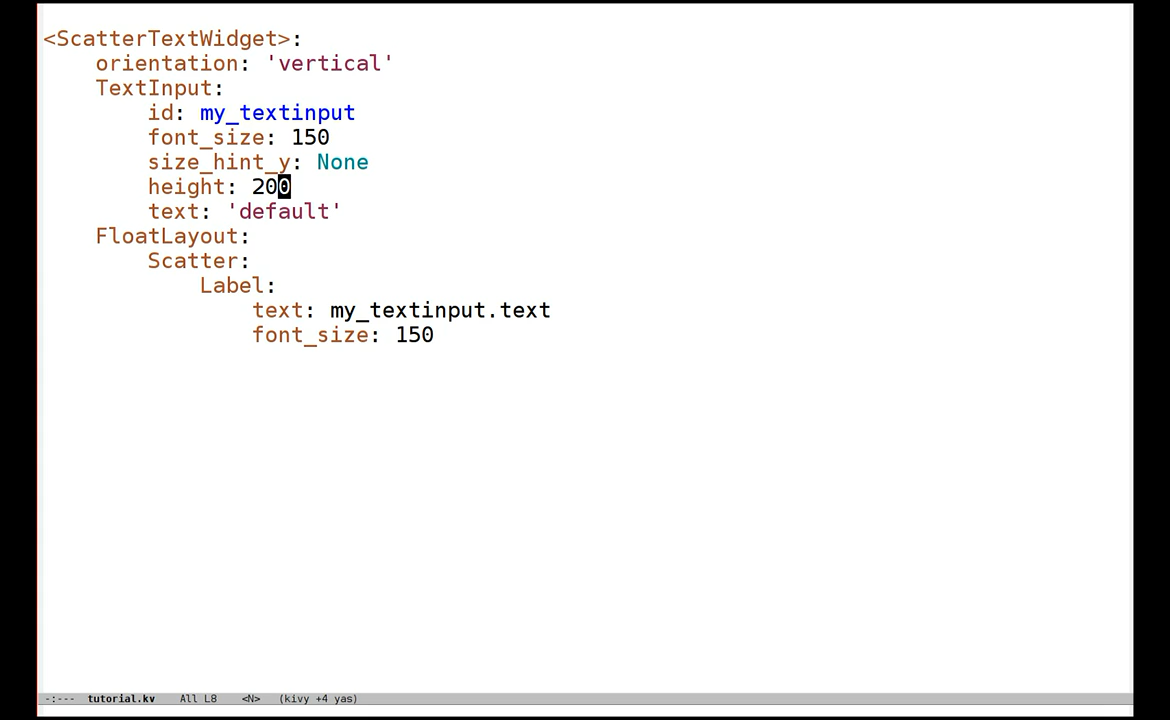 <ScatterTextWidget>:
    orientation: 'vertical'
    TextInput:
        id: my_textinput
        font_size: 150
        size_hint_y: None
        height: 200
        text: 'default'
    FloatLayout:
        Scatter:
            Label:
                text: my_textinput.text
                font_size: 150
-:--- tutorial.kv All L8 <N> (kivy +4 yas)